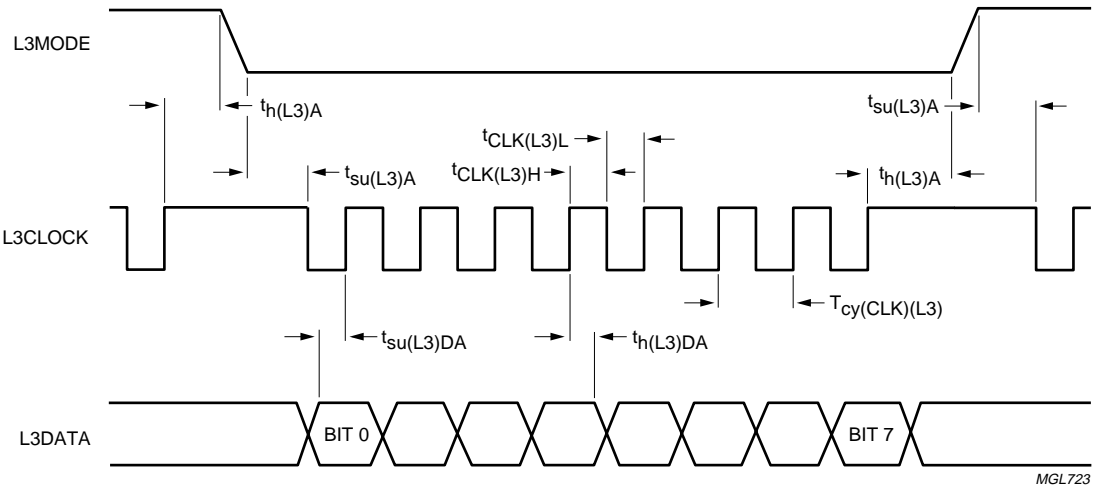 L3MODE
th(L3)A
tsu(L3)A
tCLK(L3)L
tCLK(L3)H
tsu(L3)A
th(L3)A
L3CLOCK
Tcy(CLK)(L3)
tsu(L3)DA
th(L3)DA
L3DATA
BIT 0
BIT 7
MGL723